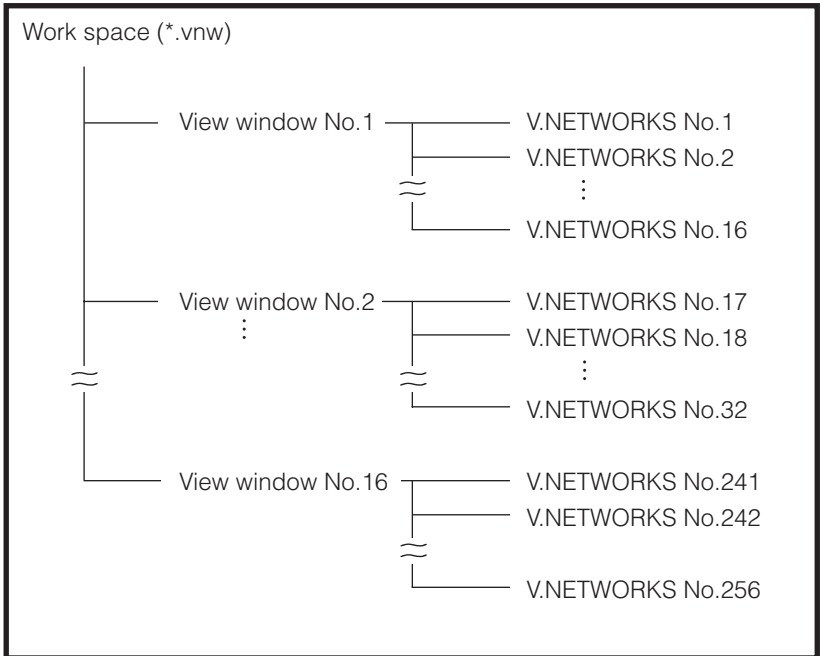 Work space (*.vnw)
View window No.1
V.NETWORKS No.1
V.NETWORKS No.2
⋮
V.NETWORKS No.16
View window No.2
⋮
V.NETWORKS No.17
V.NETWORKS No.18
⋮
V.NETWORKS No.32
View window No.16
V.NETWORKS No.241
V.NETWORKS No.242
V.NETWORKS No.256